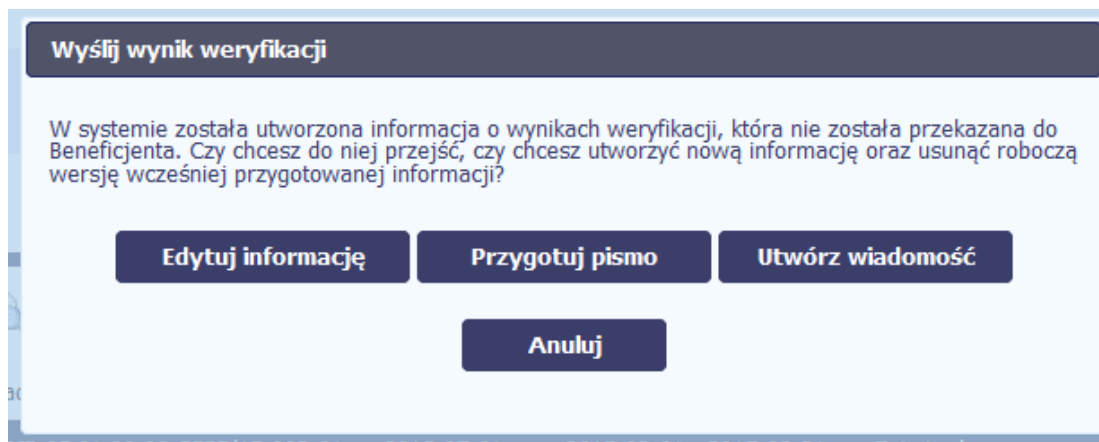 Wyślij wynik weryfikacji
W systemie została utworzona informacja o wynikach weryfikacji, która nie została przekazana do
Beneficjenta. Czy chcesz do niej przejść, czy chcesz utworzyć nową informację oraz usunąć roboczą
wersję wcześniej przygotowanej informacji?
Edytuj informację Przygotuj pismo Utwórz wiadomość
Anuluj